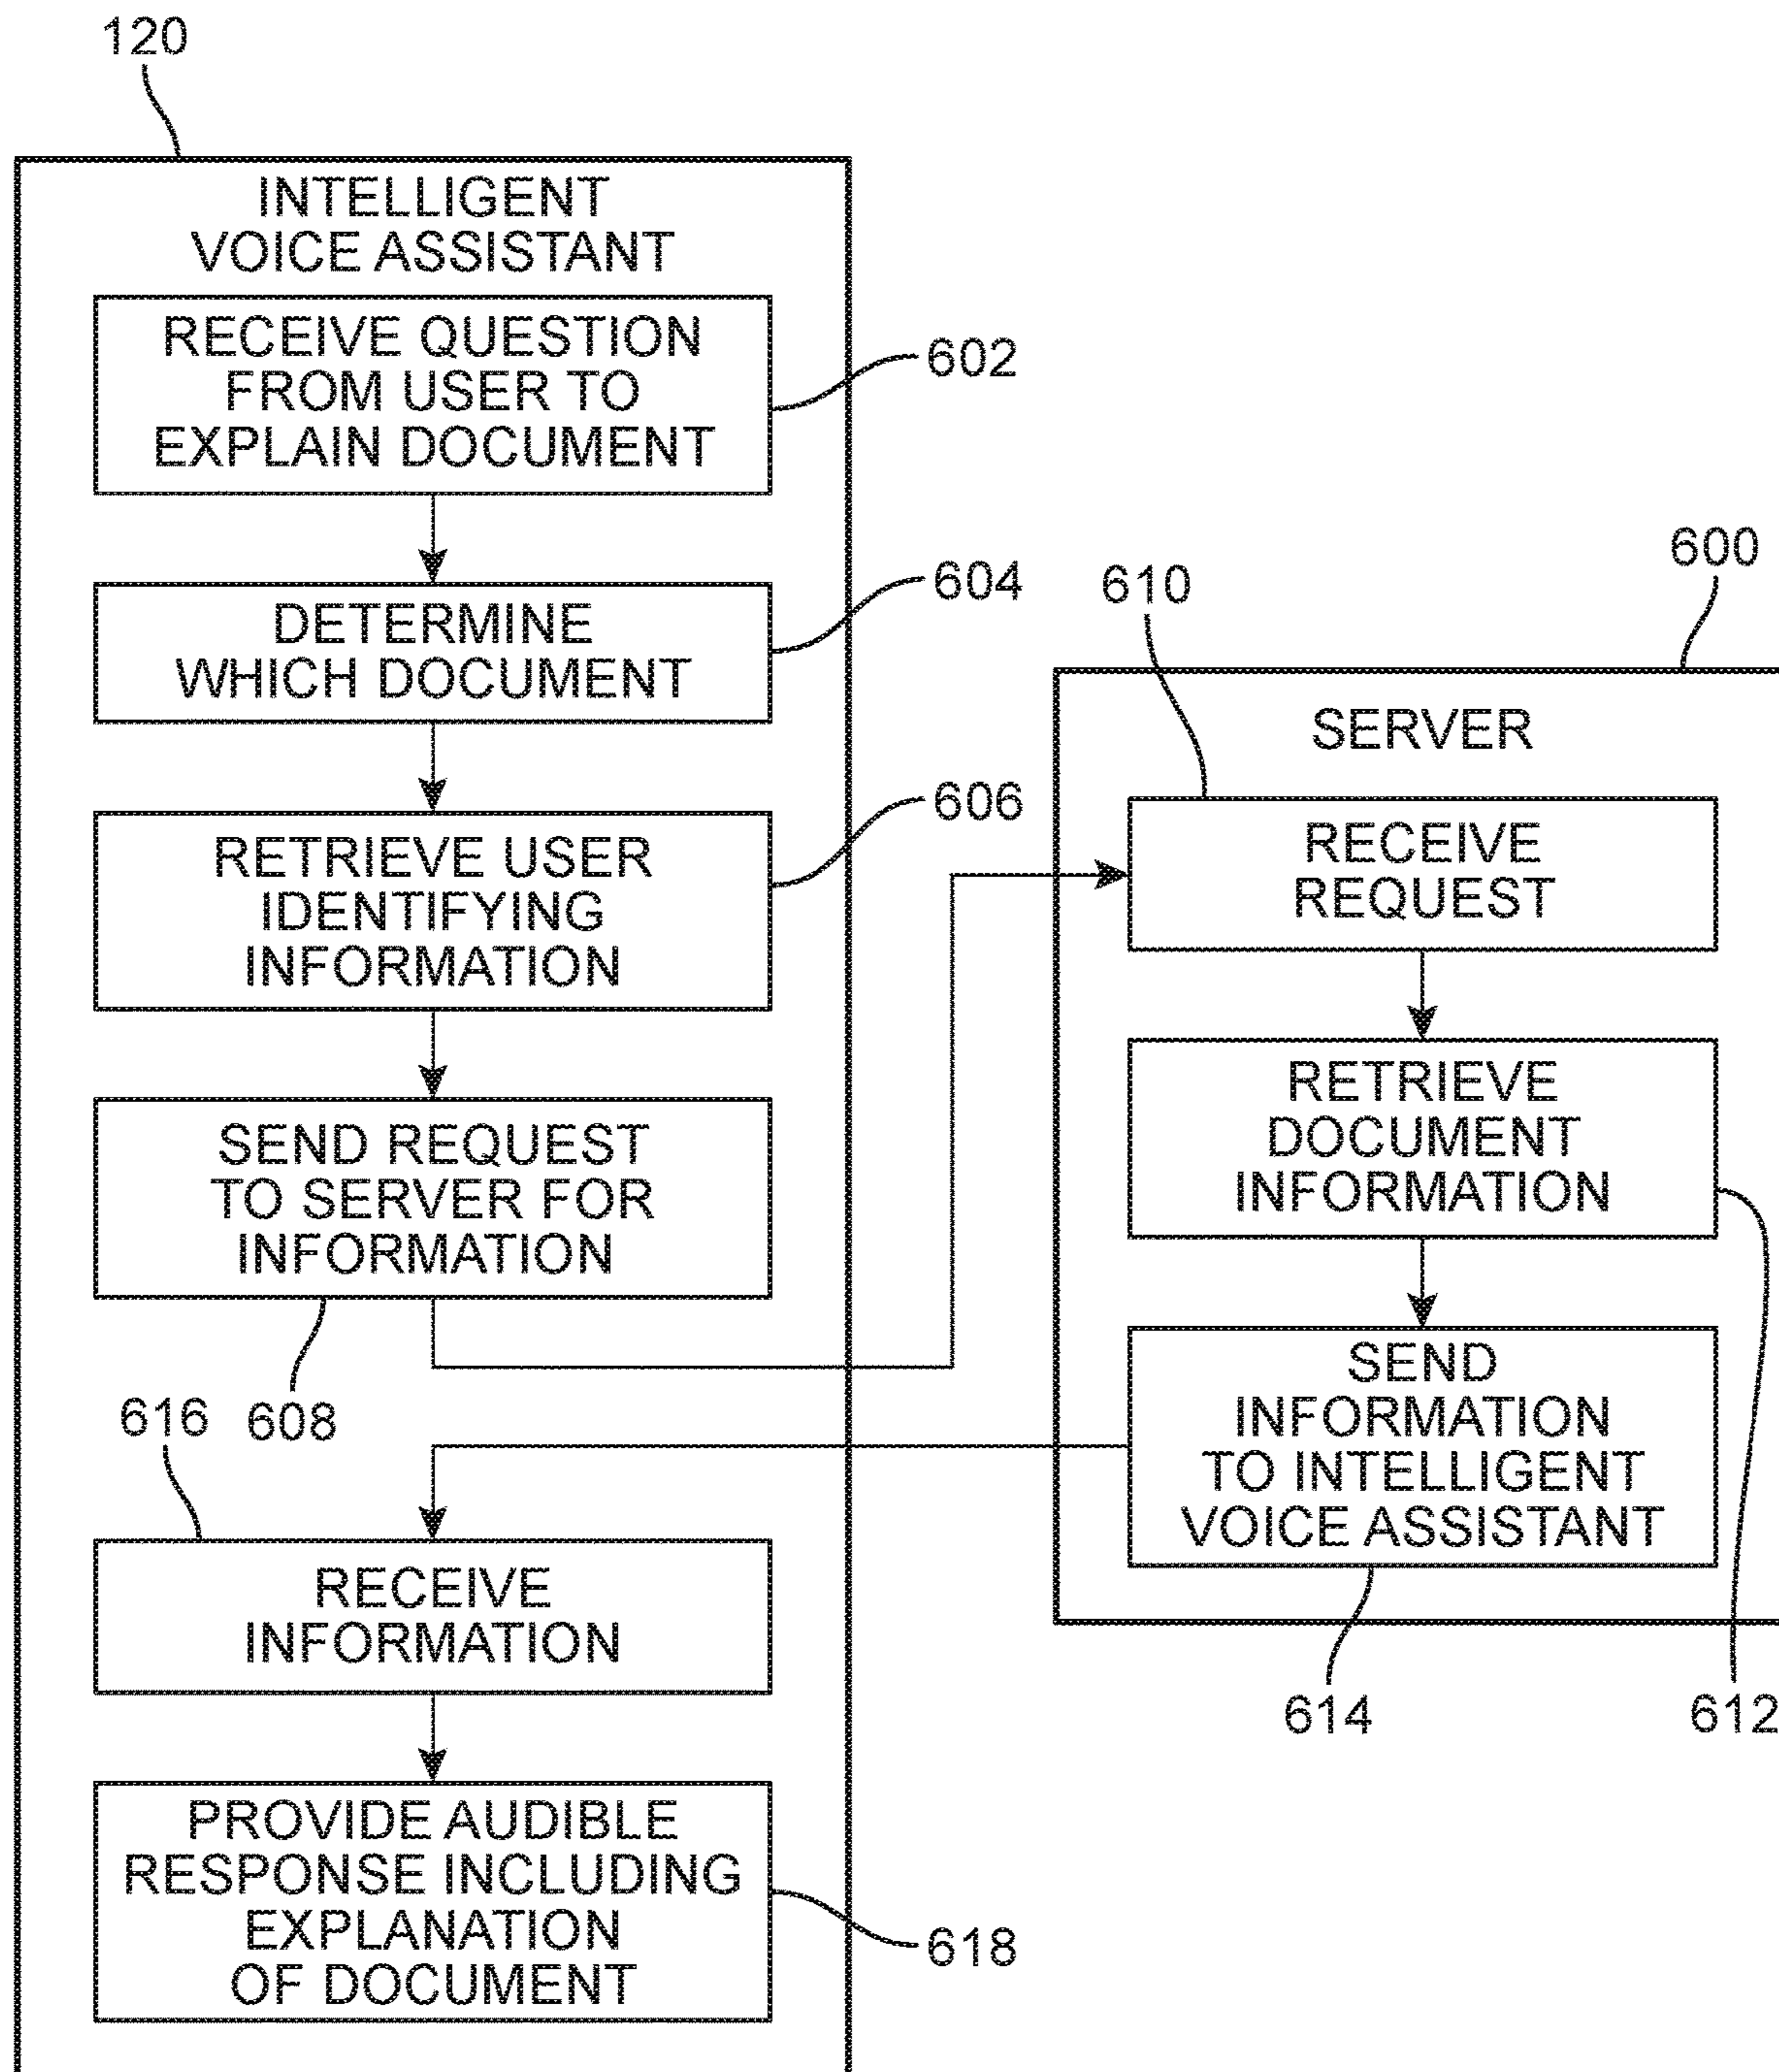 120
INTELLIGENT
VOICE ASSISTANT
RECEIVE QUESTION
FROM USER TO
EXPLAIN DOCUMENT
602
DETERMINE
WHICH DOCUMENT
604
RETRIEVE USER
IDENTIFYING
INFORMATION
606
SEND REQUEST
TO SERVER FOR
INFORMATION
608
600
SERVER
610
RECEIVE
REQUEST
RETRIEVE
DOCUMENT
INFORMATION
612
SEND
INFORMATION
TO INTELLIGENT
VOICE ASSISTANT
614
616
RECEIVE
INFORMATION
PROVIDE AUDIBLE
RESPONSE INCLUDING
EXPLANATION
OF DOCUMENT
618